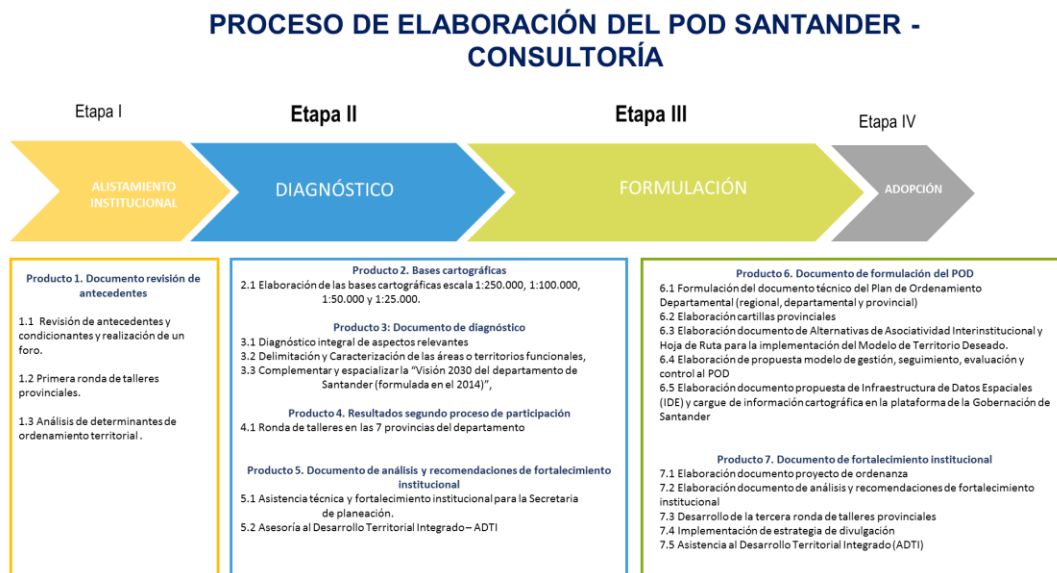 PROCESO DE ELABORACIÓN DEL POD SANTANDER -
CONSULTORÍA
Etapa I
Etapa II
Etapa III
Etapa IV
ALISTAMIENTO
INSTITUCIONAL
DIAGNÓSTICO
FORMULACIÓN
ADOPCIÓN
Producto 1. Documento revisión de
antecedentes
1.1 Revisión de antecedentes y
condicionantes y realización de un
foro.
1.2 Primera ronda de talleres
provinciales.
1.3 Análisis de determinantes de
ordenamiento territorial .
Producto 2. Bases cartográficas
2.1 Elaboración de las bases cartográficas escala 1:250.000, 1:100.000,
1:50.000 y 1:25.000.
Producto 3: Documento de diagnóstico
3.1 Diagnóstico integral de aspectos relevantes
3.2 Delimitación y Caracterización de las áreas o territorios funcionales,
3.3 Complementar y espacializar la "Visión 2030 del departamento de
Santander (formulada en el 2014)",
Producto 4. Resultados segundo proceso de participación
4.1 Ronda de talleres en las 7 provincias del departamento
Producto 5. Documento de análisis y recomendaciones de fortalecimiento
institucional
5.1 Asistencia técnica y fortalecimiento institucional para la Secretaria
de planeación.
5.2 Asesoría al Desarrollo Territorial Integrado – ADTI
Producto 6. Documento de formulación del POD
6.1 Formulación del documento técnico del Plan de Ordenamiento
Departamental (regional, departamental y provincial)
6.2 Elaboración cartillas provinciales
6.3 Elaboración documento de Alternativas de Asociatividad Interinstitucional y
Hoja de Ruta para la implementación del Modelo de Territorio Deseado.
6.4 Elaboración de propuesta modelo de gestión, seguimiento, evaluación y
control al POD
6.5 Elaboración documento propuesta de Infraestructura de Datos Espaciales
(IDE) y cargue de información cartográfica en la plataforma de la Gobernación de
Santander
Producto 7. Documento de fortalecimiento institucional
7.1 Elaboración documento proyecto de ordenanza
7.2 Elaboración documento de análisis y recomendaciones de fortalecimiento
institucional
7.3 Desarrollo de la tercera ronda de talleres provinciales
7.4 Implementación de estrategia de divulgación
7.5 Asistencia al Desarrollo Territorial Integrado (ADTI)